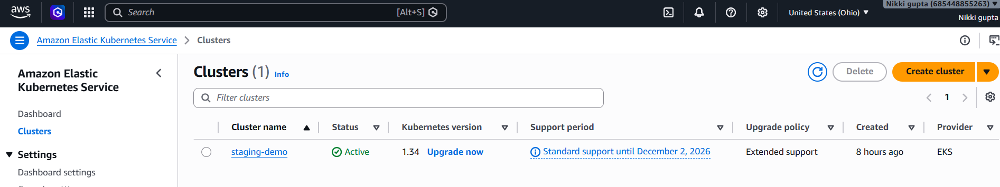 aws
Search [Alt+S]
United States (Ohio)
Nikki gupta (685448855263)
Nikki gupta
Amazon Elastic Kubernetes Service > Clusters
Amazon Elastic
Kubernetes Service
Dashboard
Clusters
Settings
Dashboard settings
Clusters (1) Info
Delete
Create cluster
Filter clusters
1
Cluster name Status Kubernetes version Support period Upgrade policy Created Provider
staging-demo Active 1.34 Upgrade now Standard support until December 2, 2026 Extended support 8 hours ago EKS